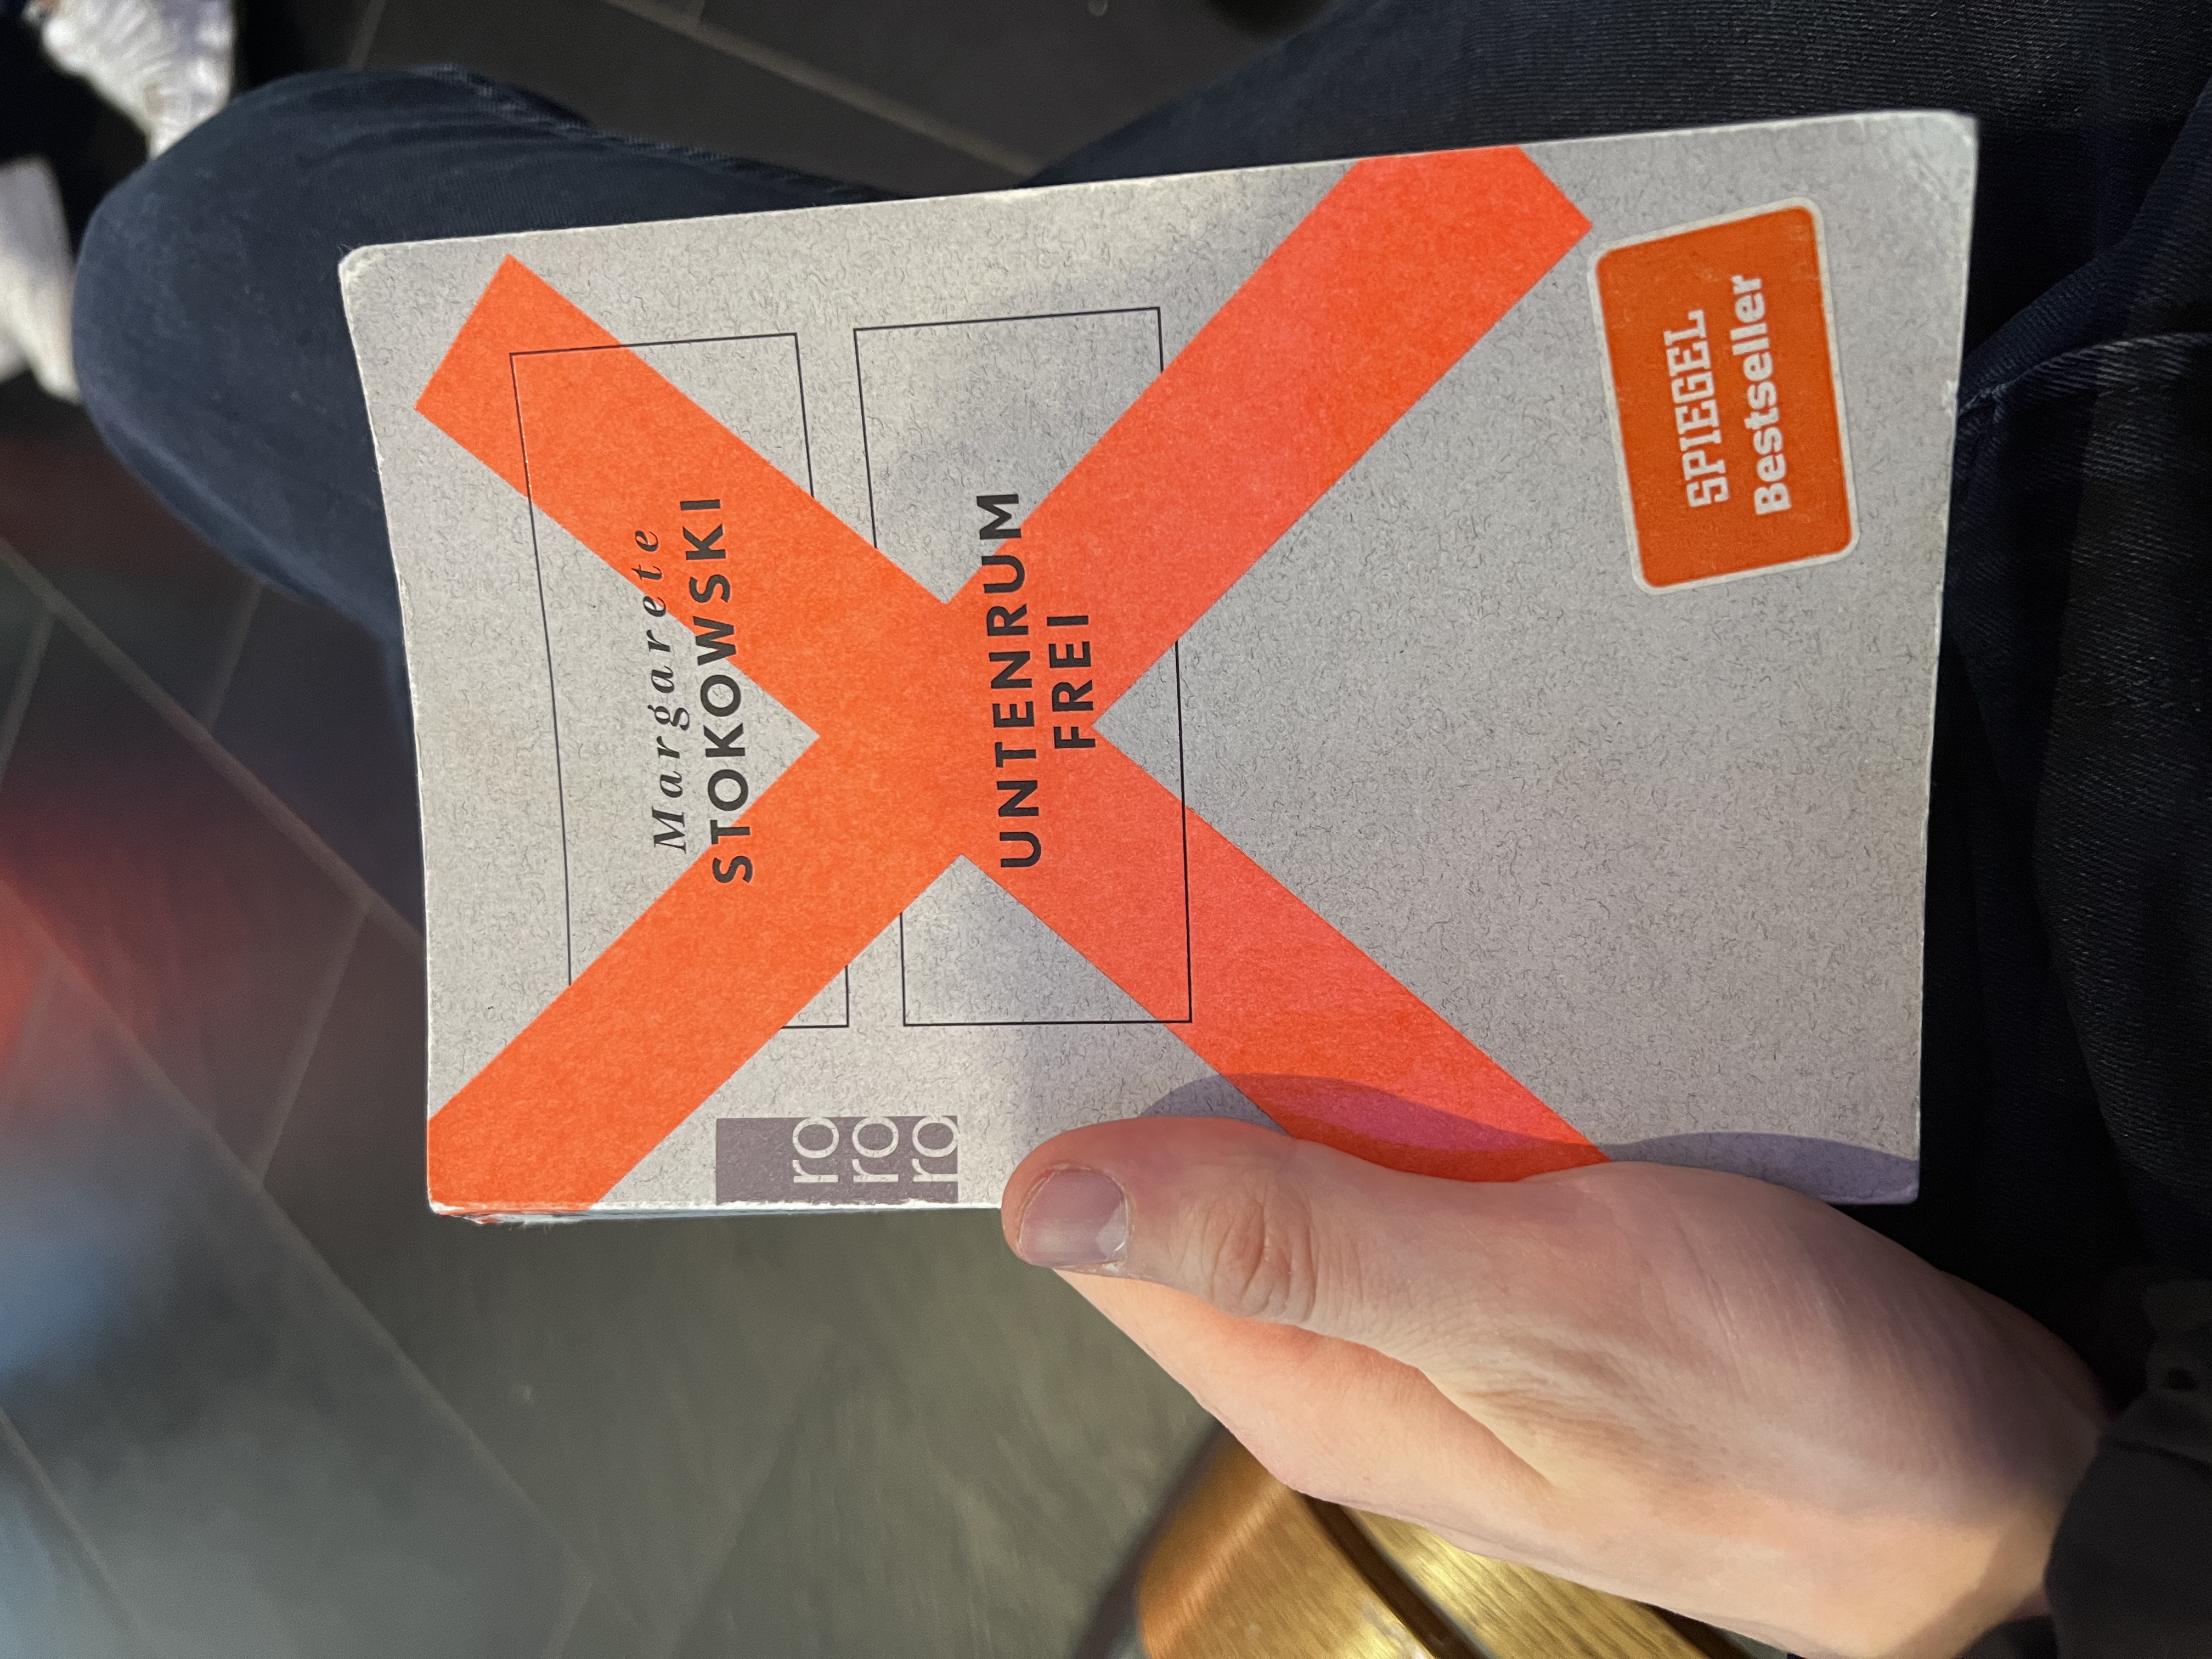 Margarete
STOKOWSKI
ro
ro
ro
UNTENRUM
FREI
SPIEGEL
Bestseller